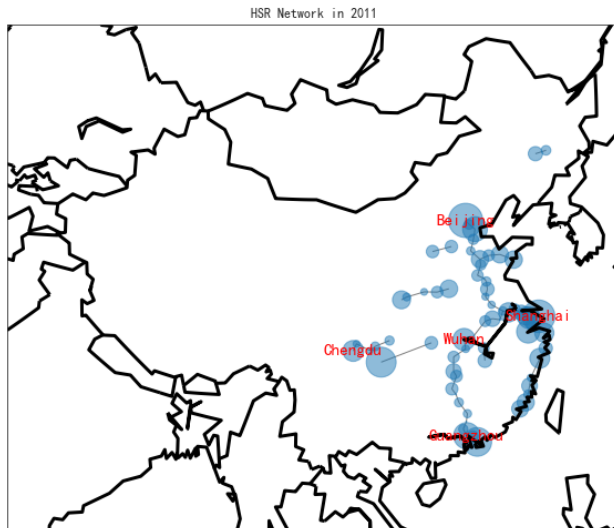 HSR Network in 2011
Beijing
Shanghai
Wuhan
Chengdu
Guangzhou